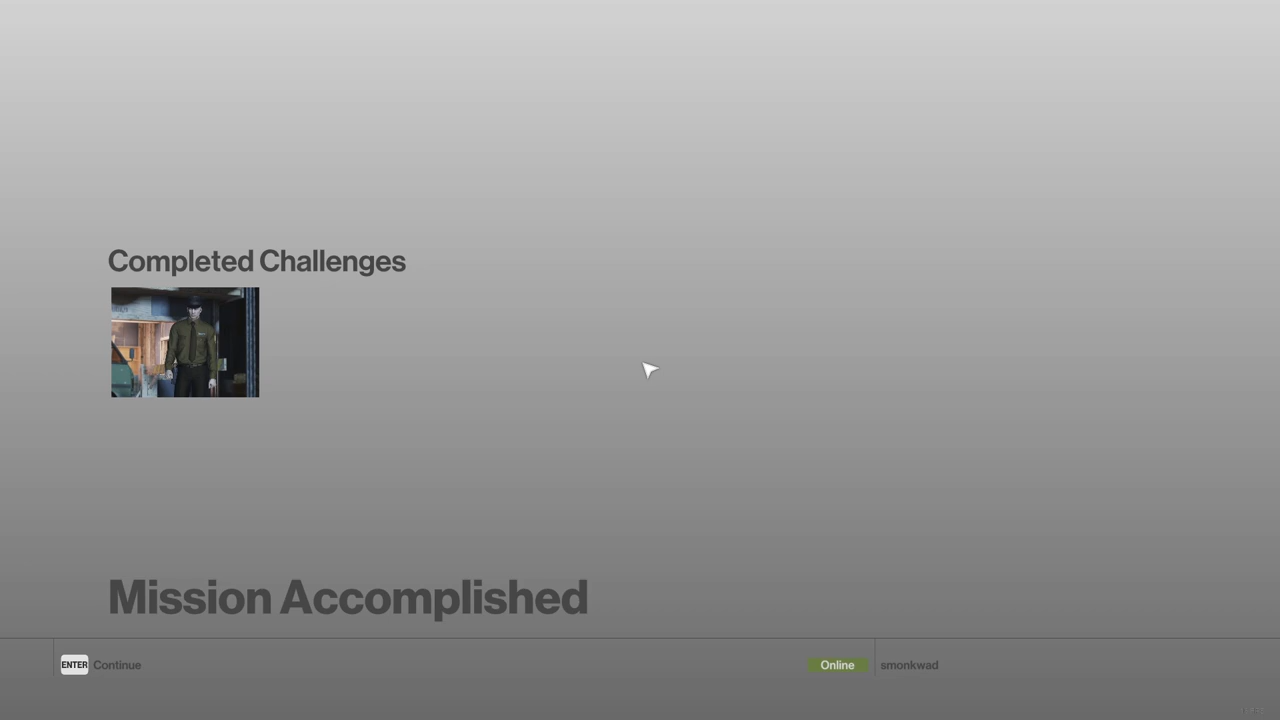 Completed Challenges
Mission Accomplished
ENTER Continue
Online
smonkwad